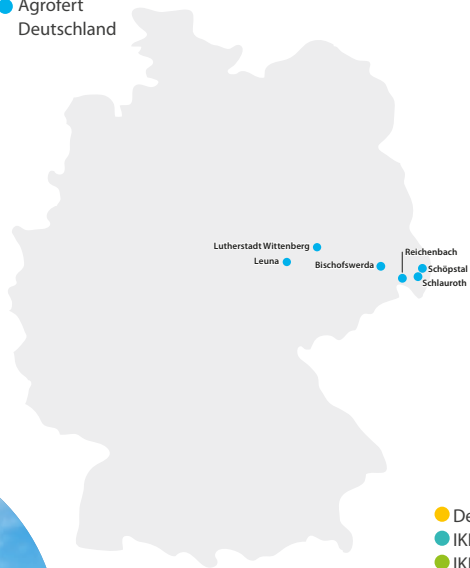 Agrofert
Deutschland
Lutherstadt Wittenberg
Leuna
Bischofswerda
Reichenbach
Schöpstal
Schlauroth